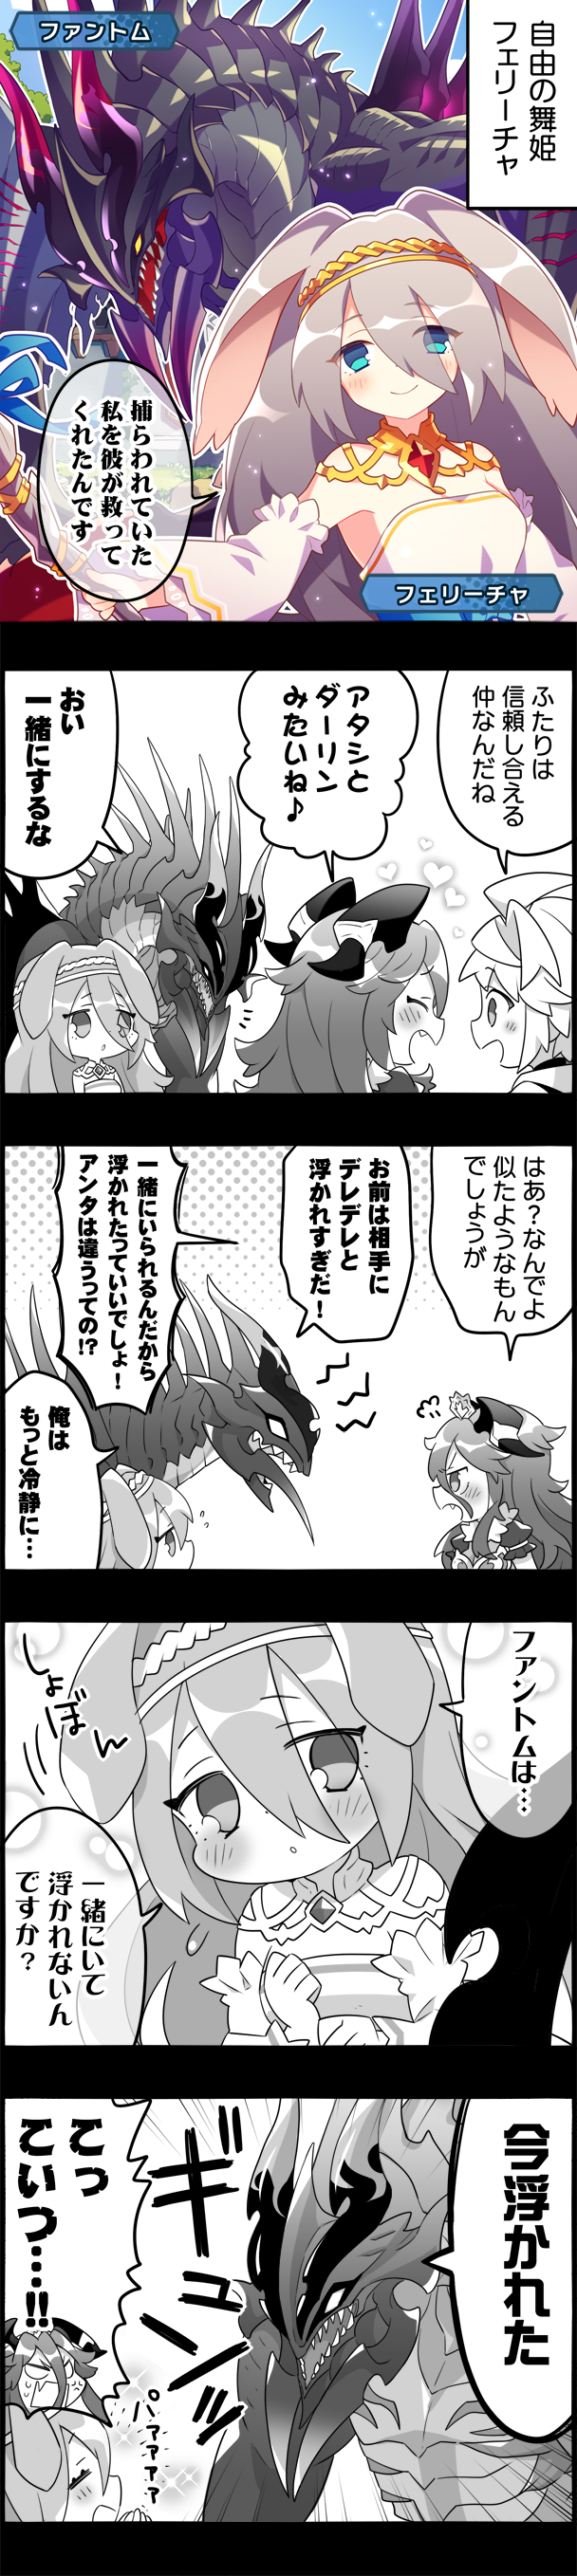 自由の舞姫
フェリーチャ
ファントム
捕らわれていた
私を彼が救って
くれたんです
フェリーチャ
ふたりは
信頼し合える
仲なんだね
アタシと
ダーリン
みたいね♪
おい
一緒にするな
はあ?なんでよ
似たようなもん
でしょうが
お前は相手に
デレデレと
浮かれすぎだ!
一緒にいられるんだから
浮かれたっていいでしょ!
アンタは違うっての!?
俺は
もっと冷静に…
ファントムは…
しょぼん
一緒にいて
浮かれないん
ですか?
今浮かれた
ギュンッ
こっ
こいつ…!!
パァァァァ